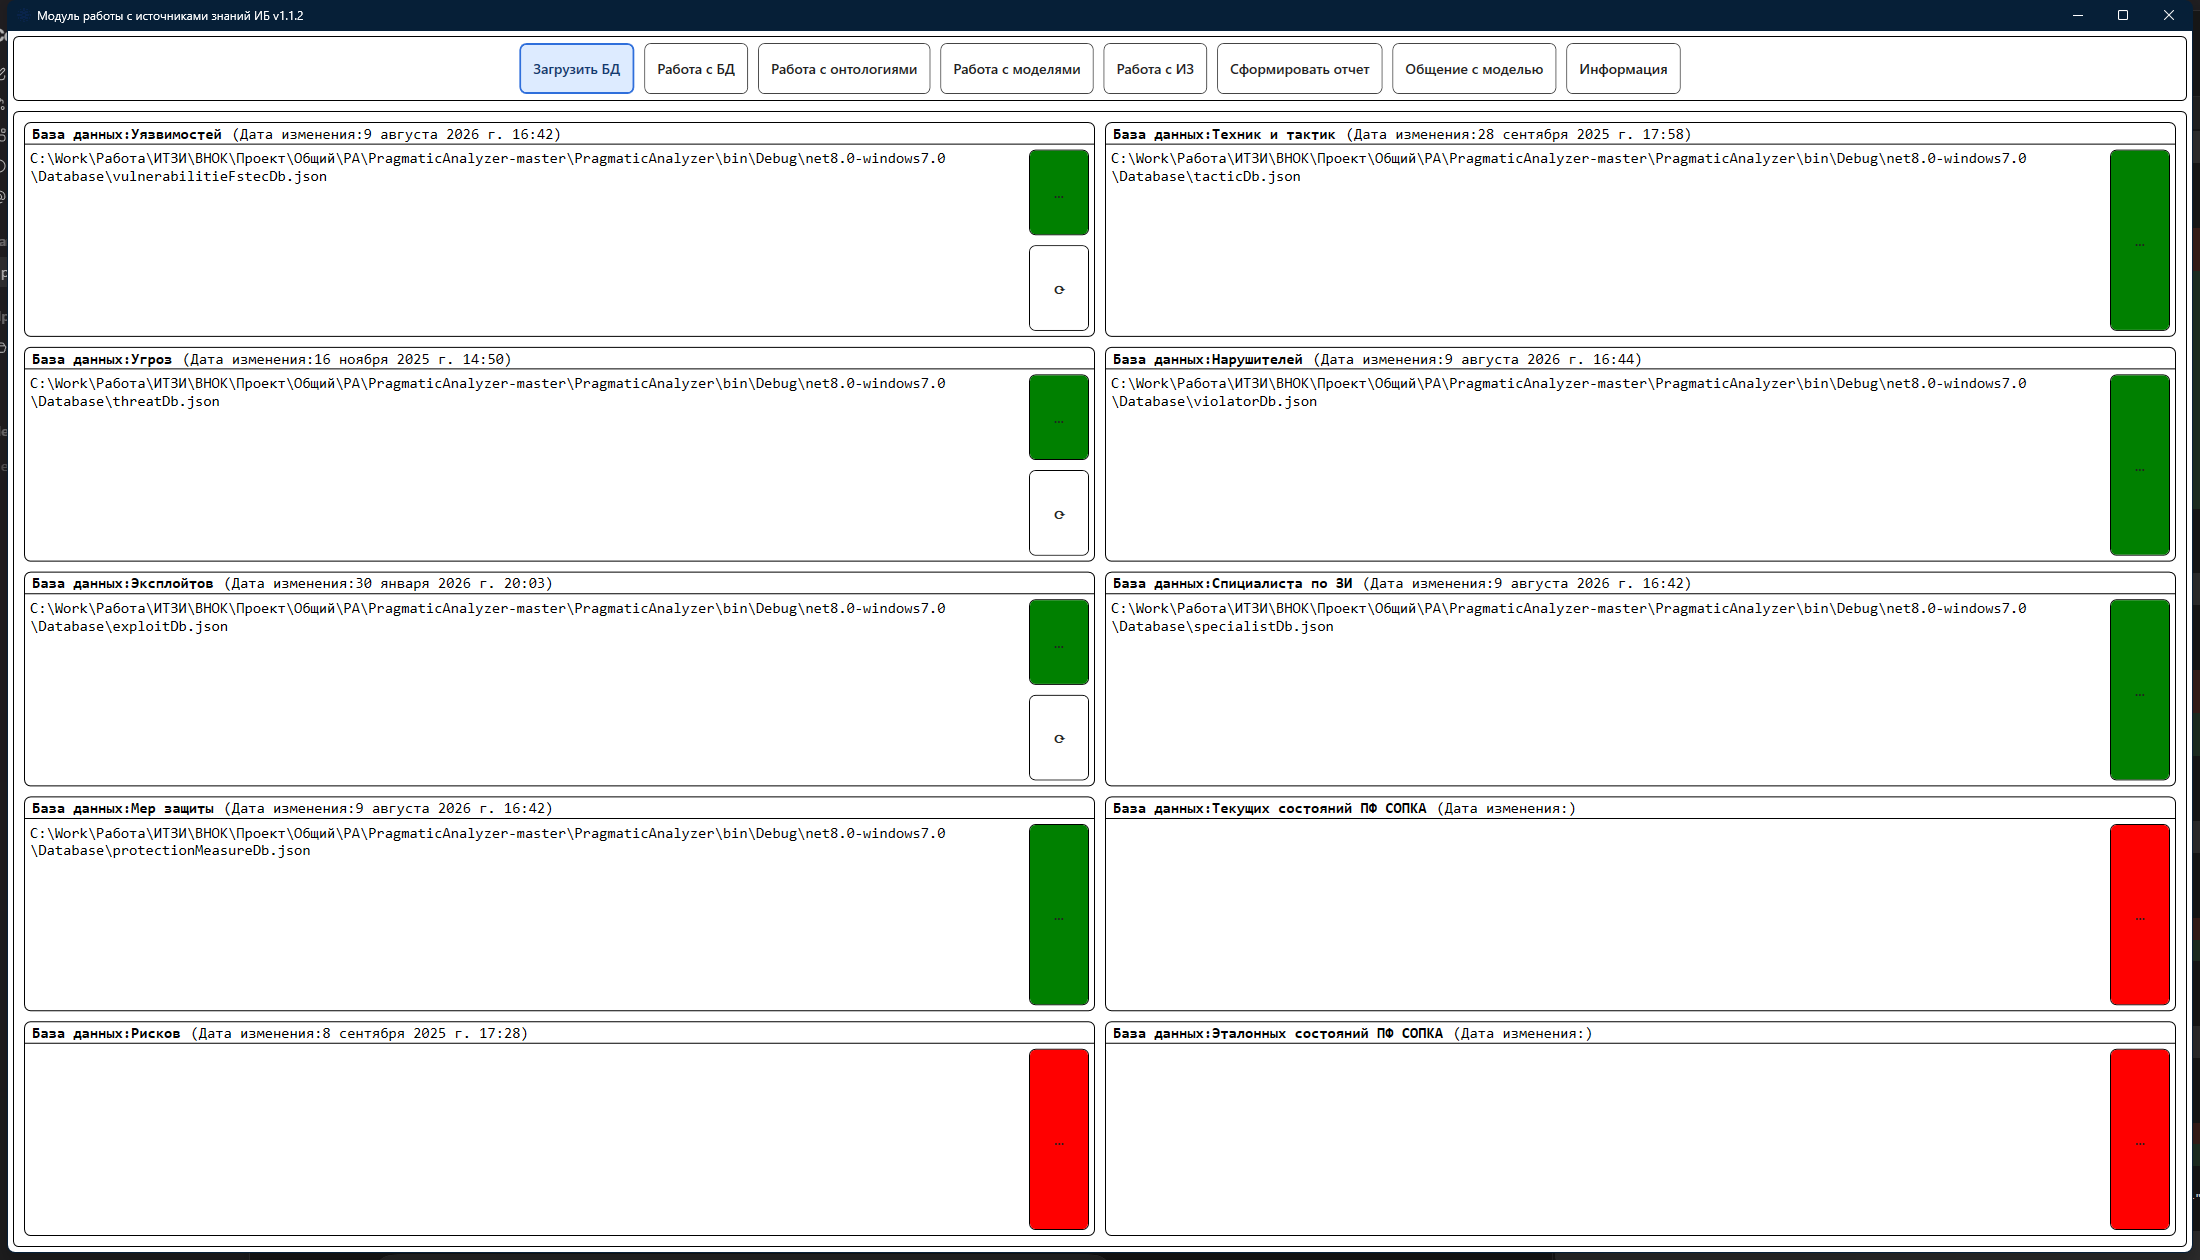 Модуль работы с источниками знаний ИБ v1.1.2
Загрузить БД
Работа с БД
Работа с онтологиями
Работа с моделями
Работа с ИЗ
Сформировать отчет
Общение с моделью
Информация
База данных:Уязвимостей (Дата изменения:9 августа 2026 г. 16:42)
C:\Work\Работа\ИТЗИ\ВНОК\Проект\Общий\PA\PragmaticAnalyzer-master\PragmaticAnalyzer\bin\Debug\net8.0-windows7.0
\Database\vulnerabilitieFstecDb.json
...
⟳
База данных:Техник и тактик (Дата изменения:28 сентября 2025 г. 17:58)
C:\Work\Работа\ИТЗИ\ВНОК\Проект\Общий\PA\PragmaticAnalyzer-master\PragmaticAnalyzer\bin\Debug\net8.0-windows7.0
\Database\tacticDb.json
...
База данных:Угроз (Дата изменения:16 ноября 2025 г. 14:50)
C:\Work\Работа\ИТЗИ\ВНОК\Проект\Общий\PA\PragmaticAnalyzer-master\PragmaticAnalyzer\bin\Debug\net8.0-windows7.0
\Database\threatDb.json
...
⟳
База данных:Нарушителей (Дата изменения:9 августа 2026 г. 16:44)
C:\Work\Работа\ИТЗИ\ВНОК\Проект\Общий\PA\PragmaticAnalyzer-master\PragmaticAnalyzer\bin\Debug\net8.0-windows7.0
\Database\violatorDb.json
...
База данных:Эксплойтов (Дата изменения:30 января 2026 г. 20:03)
C:\Work\Работа\ИТЗИ\ВНОК\Проект\Общий\PA\PragmaticAnalyzer-master\PragmaticAnalyzer\bin\Debug\net8.0-windows7.0
\Database\exploitDb.json
...
⟳
База данных:Специалиста по ЗИ (Дата изменения:9 августа 2026 г. 16:42)
C:\Work\Работа\ИТЗИ\ВНОК\Проект\Общий\PA\PragmaticAnalyzer-master\PragmaticAnalyzer\bin\Debug\net8.0-windows7.0
\Database\specialistDb.json
...
База данных:Мер защиты (Дата изменения:9 августа 2026 г. 16:42)
C:\Work\Работа\ИТЗИ\ВНОК\Проект\Общий\PA\PragmaticAnalyzer-master\PragmaticAnalyzer\bin\Debug\net8.0-windows7.0
\Database\protectionMeasureDb.json
...
База данных:Текущих состояний ПФ СОПКА (Дата изменения:)
...
База данных:Рисков (Дата изменения:8 сентября 2025 г. 17:28)
...
База данных:Эталонных состояний ПФ СОПКА (Дата изменения:)
...